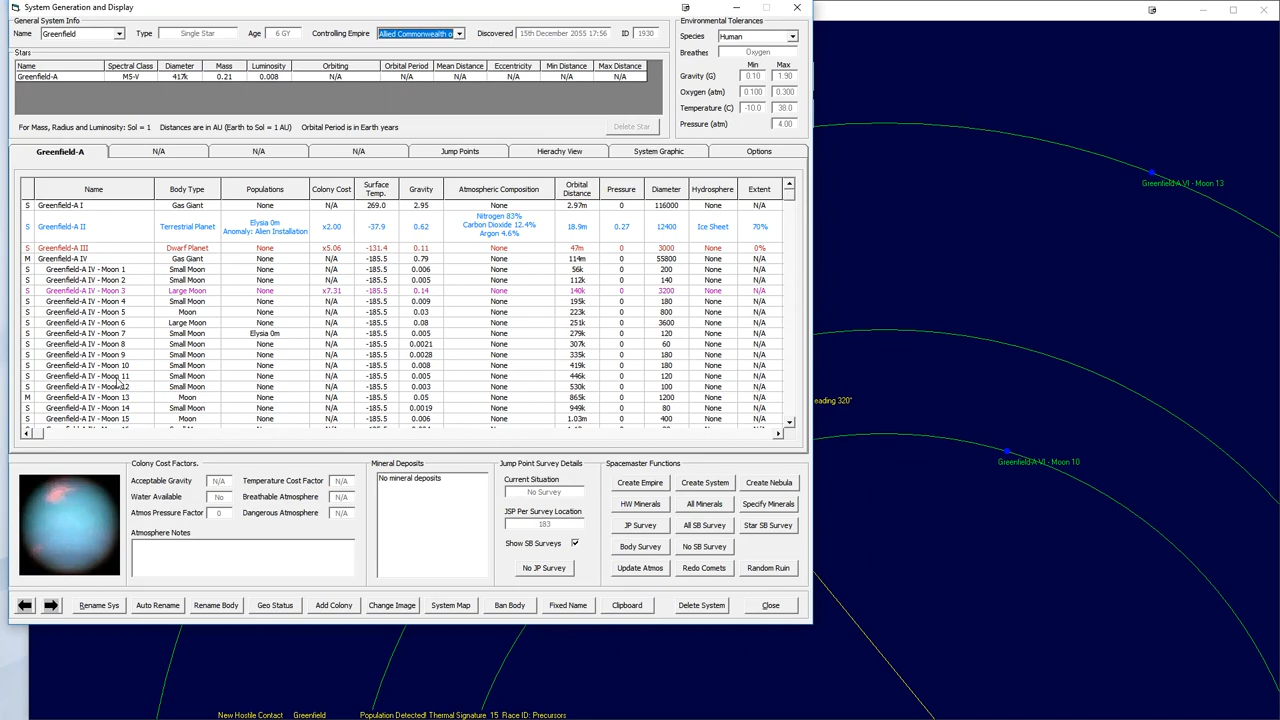 System Generation and Display
General System Info
Name Greenfield Type Single Star Age 6 GY Controlling Empire Allied Commonwealth o Discovered 15th December 2055 17:56 ID 1930
Environmental Tolerances
Species Human
Breathes Oxygen
Min Max
Gravity (G) 0.10 1.90
Oxygen (atm) 0.100 0.300
Temperature (C) -10.0 38.0
Pressure (atm) 4.00
Stars
Name Spectral Class Diameter Mass Luminosity Orbiting Orbital Period Mean Distance Eccentricity Min Distance Max Distance
Greenfield-A M5-V 417k 0.21 0.008 N/A N/A N/A N/A N/A N/A
For Mass, Radius and Luminosity: Sol = 1 Distances are in AU (Earth to Sol = 1 AU) Orbital Period is in Earth years Delete Star
Greenfield-A N/A N/A N/A Jump Points Hierachy View System Graphic Options
Name Body Type Populations Colony Cost Surface Temp. Gravity Atmospheric Composition Orbital Distance Pressure Diameter Hydrosphere Extent
S Greenfield-A I Gas Giant None N/A 269.0 2.95 None 2.97m 0 116000 None N/A
S Greenfield-A II Terrestrial Planet Elysia 0m Anomaly: Alien Installation x2.00 -37.9 0.62 Nitrogen 83% Carbon Dioxide 12.4% Argon 4.6% 18.9m 0.27 12400 Ice Sheet 70%
S Greenfield-A III Dwarf Planet None x5.06 -131.4 0.11 None 47m 0 3000 None 0%
M Greenfield-A IV Gas Giant None N/A -185.5 0.79 None 114m 0 55800 None N/A
S Greenfield-A IV - Moon 1 Small Moon None N/A -185.5 0.006 None 56k 0 200 None N/A
S Greenfield-A IV - Moon 2 Small Moon None N/A -185.5 0.005 None 112k 0 140 None N/A
S Greenfield-A IV - Moon 3 Large Moon None x7.31 -185.5 0.14 None 140k 0 3200 None N/A
S Greenfield-A IV - Moon 4 Small Moon None N/A -185.5 0.009 None 195k 0 180 None N/A
S Greenfield-A IV - Moon 5 Moon None N/A -185.5 0.03 None 223k 0 800 None N/A
S Greenfield-A IV - Moon 6 Large Moon None N/A -185.5 0.08 None 251k 0 3600 None N/A
S Greenfield-A IV - Moon 7 Small Moon Elysia 0m N/A -185.5 0.005 None 279k 0 120 None N/A
S Greenfield-A IV - Moon 8 Small Moon None N/A -185.5 0.0021 None 307k 0 60 None N/A
S Greenfield-A IV - Moon 9 Small Moon None N/A -185.5 0.0028 None 335k 0 180 None N/A
S Greenfield-A IV - Moon 10 Small Moon None N/A -185.5 0.008 None 419k 0 180 None N/A
S Greenfield-A IV - Moon 11 Small Moon None N/A -185.5 0.005 None 446k 0 120 None N/A
S Greenfield-A IV - Moon 12 Small Moon None N/A -185.5 0.003 None 530k 0 100 None N/A
M Greenfield-A IV - Moon 13 Moon None N/A -185.5 0.05 None 865k 0 1200 None N/A
S Greenfield-A IV - Moon 14 Small Moon None N/A -185.5 0.0019 None 949k 0 80 None N/A
S Greenfield-A IV - Moon 15 Moon None N/A -185.5 0.006 None 1.03m 0 400 None N/A
Colony Cost Factors.
Acceptable Gravity N/A Temperature Cost Factor N/A
Water Available No Breathable Atmosphere N/A
Atmos Pressure Factor 0 Dangerous Atmosphere N/A
Atmosphere Notes
Mineral Deposits
No mineral deposits
Jump Point Survey Details
Current Situation
No Survey
JSP Per Survey Location
183
Show SB Surveys
No JP Survey
Spacemaster Functions
Create Empire Create System Create Nebula
HW Minerals All Minerals Specify Minerals
JP Survey All SB Survey Star SB Survey
Body Survey No SB Survey
Update Atmos Redo Comets Random Ruin
Rename Sys Auto Rename Rename Body Geo Status Add Colony Change Image System Map Ban Body Fixed Name Clipboard Delete System Close
Greenfield-A VI - Moon 13
eading 320°
Greenfield-A VI - Moon 10
New Hostile Contact Greenfield Population Detected! Thermal Signature 15 Race ID: Precursors